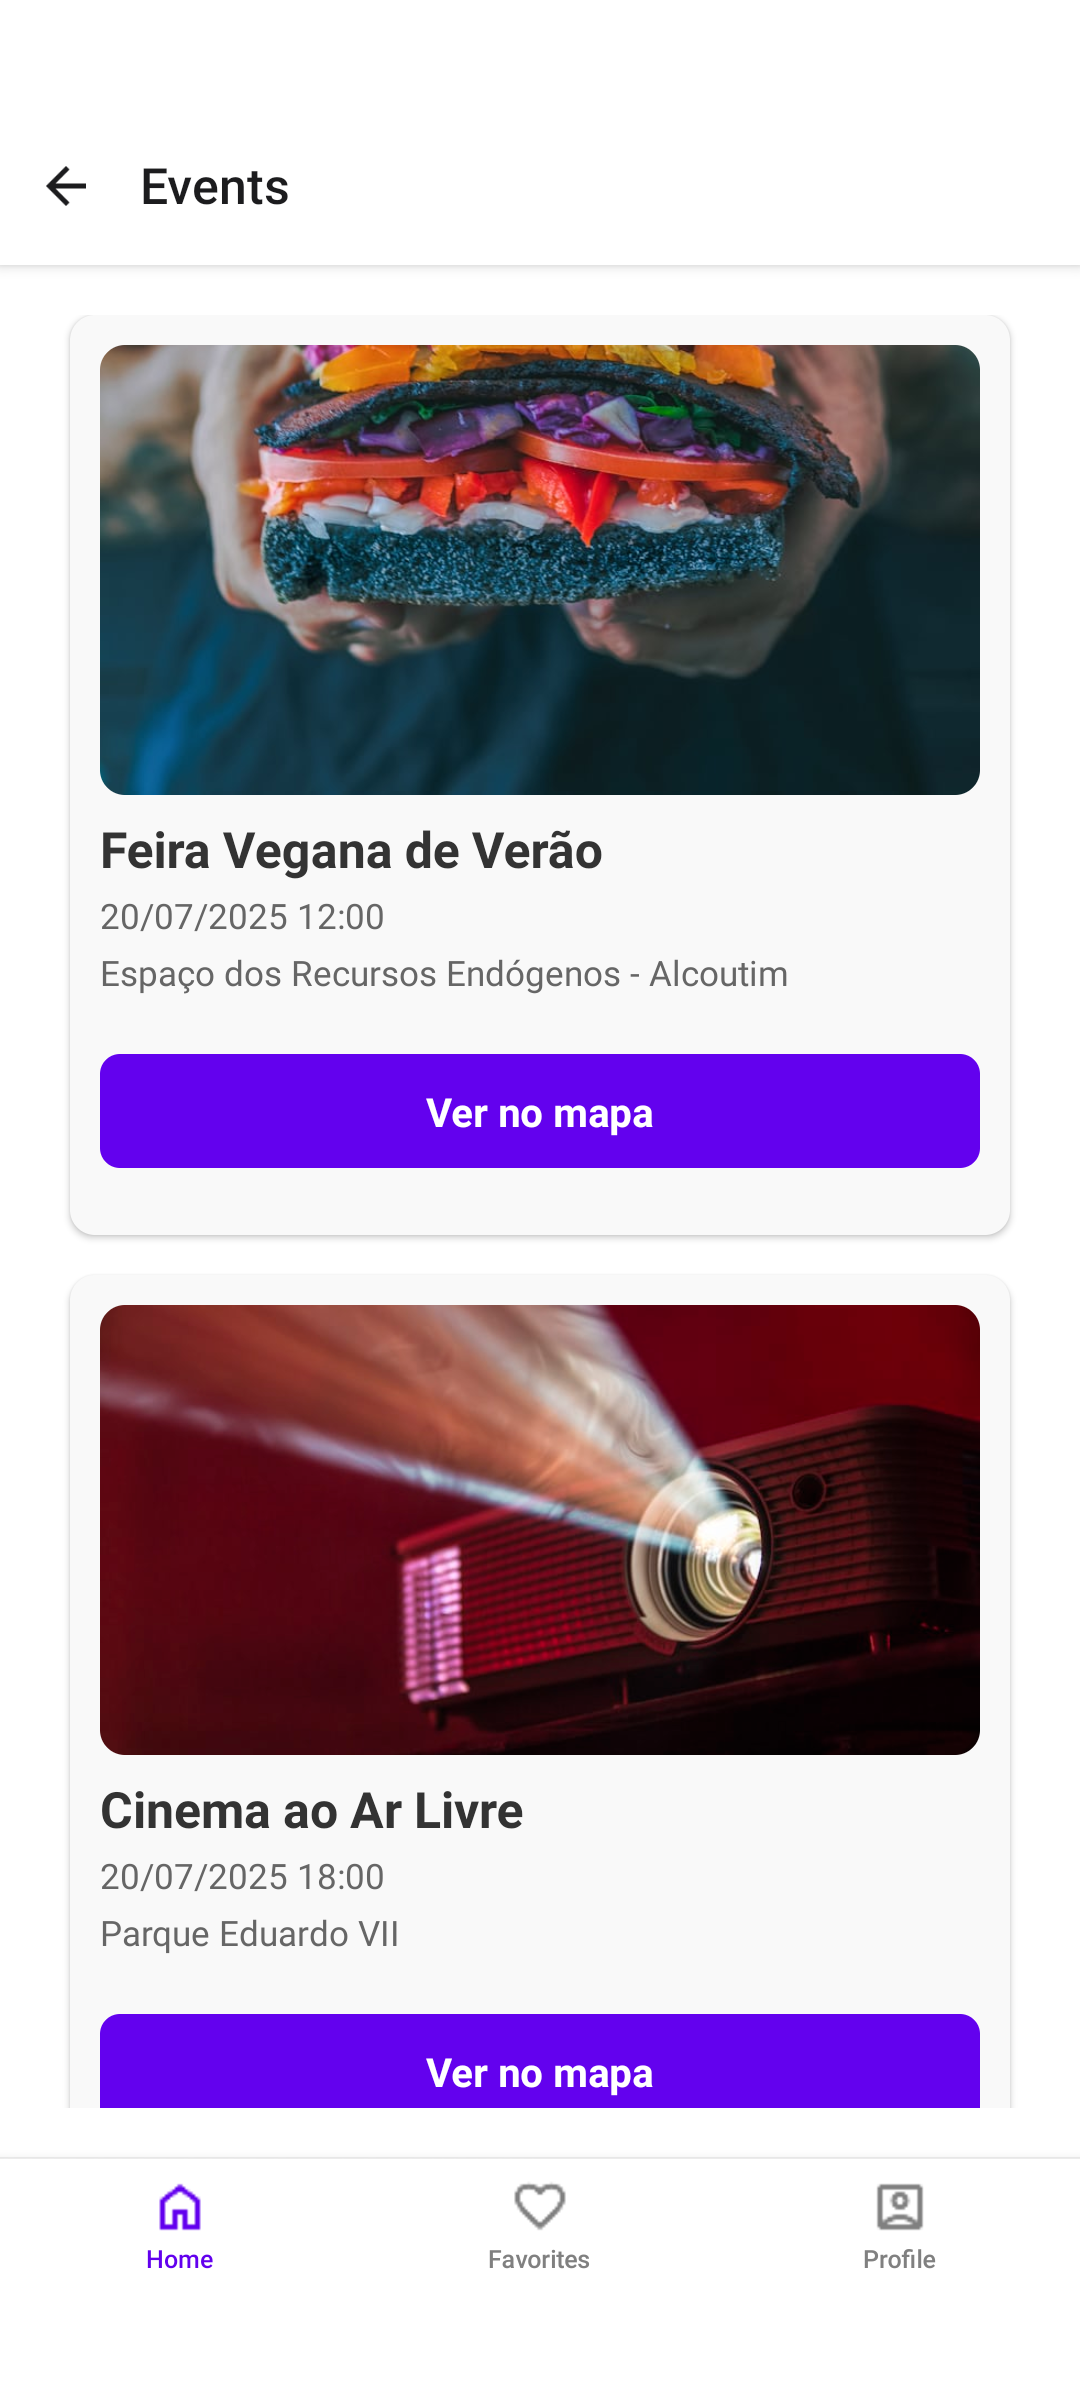 Events
Feira Vegana de Verão
20/07/2025 12:00
Espaço dos Recursos Endógenos - Alcoutim
Ver no mapa
Cinema ao Ar Livre
20/07/2025 18:00
Parque Eduardo VII
Ver no mapa
Home
Favorites
Profile